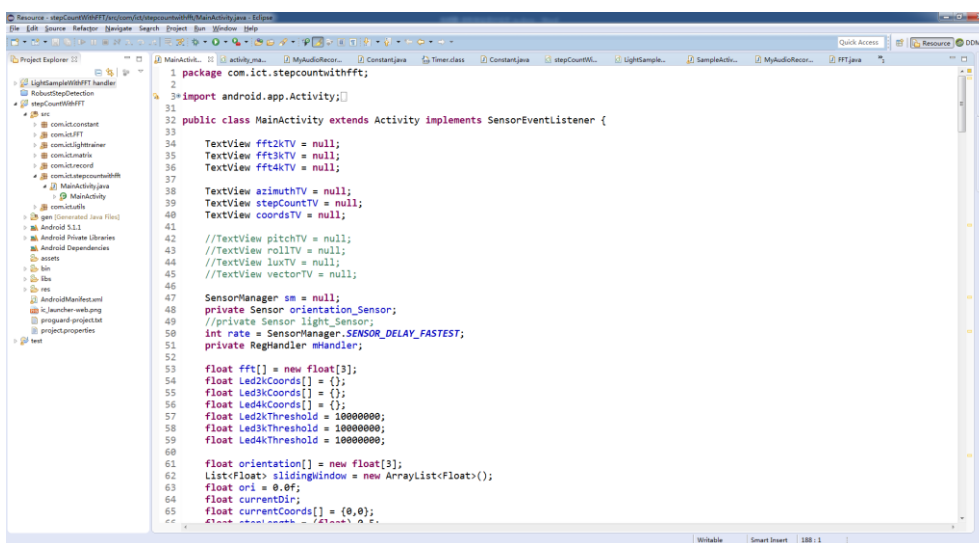 Resource - stepCountWithFFT/src/com/ict/stepcountwithfft/MainActivity.java - Eclipse
File Edit Source Refactor Navigate Search Project Run Window Help
Quick Access Resource DDM
Project Explorer
MainActivit... activity_ma... MyAudioRecor... Constant.java Timer.class Constant.java stepCountWi... LightSample... SampleActiv... MyAudioRecor... FFT.java
LightSampleWithFFT handler
RobustStepDetection
stepCountWithFFT
src
com.ict.constant
com.ict.FFT
com.ict.lighttrainer
com.ict.matrix
com.ict.record
com.ict.stepcountwithfft
MainActivity.java
MainActivity
com.ict.utils
gen [Generated Java Files]
Android 5.1.1
Android Private Libraries
Android Dependencies
assets
bin
libs
res
AndroidManifest.xml
ic_launcher-web.png
proguard-project.txt
project.properties
test
1 package com.ict.stepcountwithfft;
2
3 import android.app.Activity;
31
32 public class MainActivity extends Activity implements SensorEventListener {
33
34 TextView fft2kTV = null;
35 TextView fft3kTV = null;
36 TextView fft4kTV = null;
37
38 TextView azimuthTV = null;
39 TextView stepCountTV = null;
40 TextView coordsTV = null;
41
42 //TextView pitchTV = null;
43 //TextView rollTV = null;
44 //TextView luxTV = null;
45 //TextView vectorTV = null;
46
47 SensorManager sm = null;
48 private Sensor orientation_Sensor;
49 //private Sensor light_Sensor;
50 int rate = SensorManager.SENSOR_DELAY_FASTEST;
51 private RegHandler mHandler;
52
53 float fft[] = new float[3];
54 float Led2kCoords[] = {};
55 float Led3kCoords[] = {};
56 float Led4kCoords[] = {};
57 float Led2kThreshold = 10000000;
58 float Led3kThreshold = 10000000;
59 float Led4kThreshold = 10000000;
60
61 float orientation[] = new float[3];
62 List<Float> slidingWindow = new ArrayList<Float>();
63 float ori = 0.0f;
64 float currentDir;
65 float currentCoords[] = {0,0};
66 float stepLength = (float) 0.5;
Writable Smart Insert 188 : 1